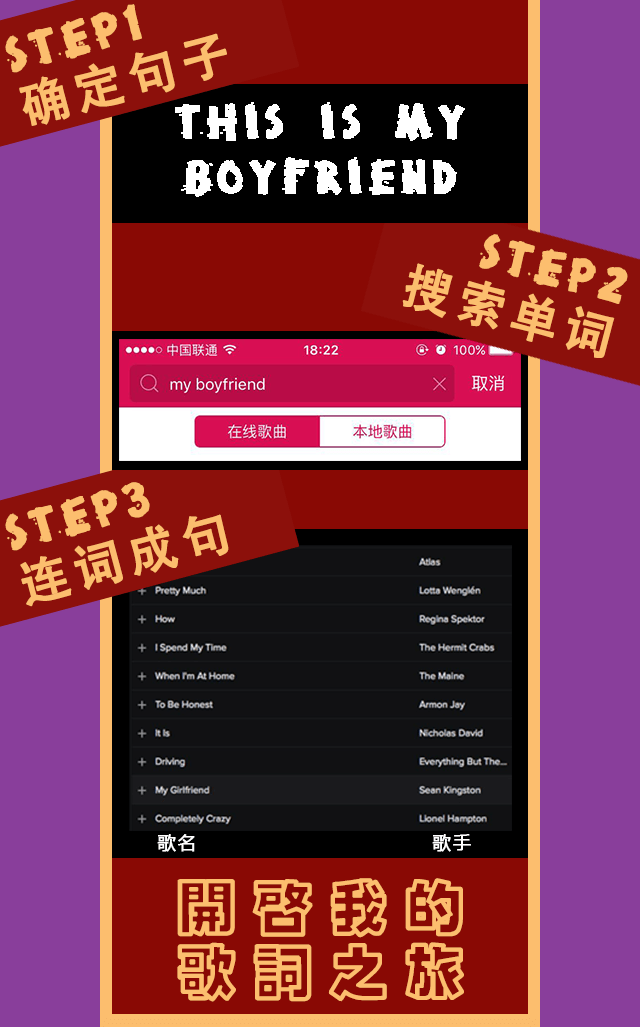 STEP1
确定句子
THIS IS MY
BOYFRIEND
STEP2
搜索单词
中国联通 18:22 100%
my boyfriend 取消
在线歌曲 本地歌曲
STEP3
连词成句
Atlas
+ Pretty Much Lotta Wenglén
+ How Regina Spektor
+ I Spend My Time The Hermit Crabs
+ When I'm At Home The Maine
+ To Be Honest Armon Jay
+ It Is Nicholas David
+ Driving Everything But The...
+ My Girlfriend Sean Kingston
+ Completely Crazy Lionel Hampton
歌名 歌手
開啓我的
歌詞之旅